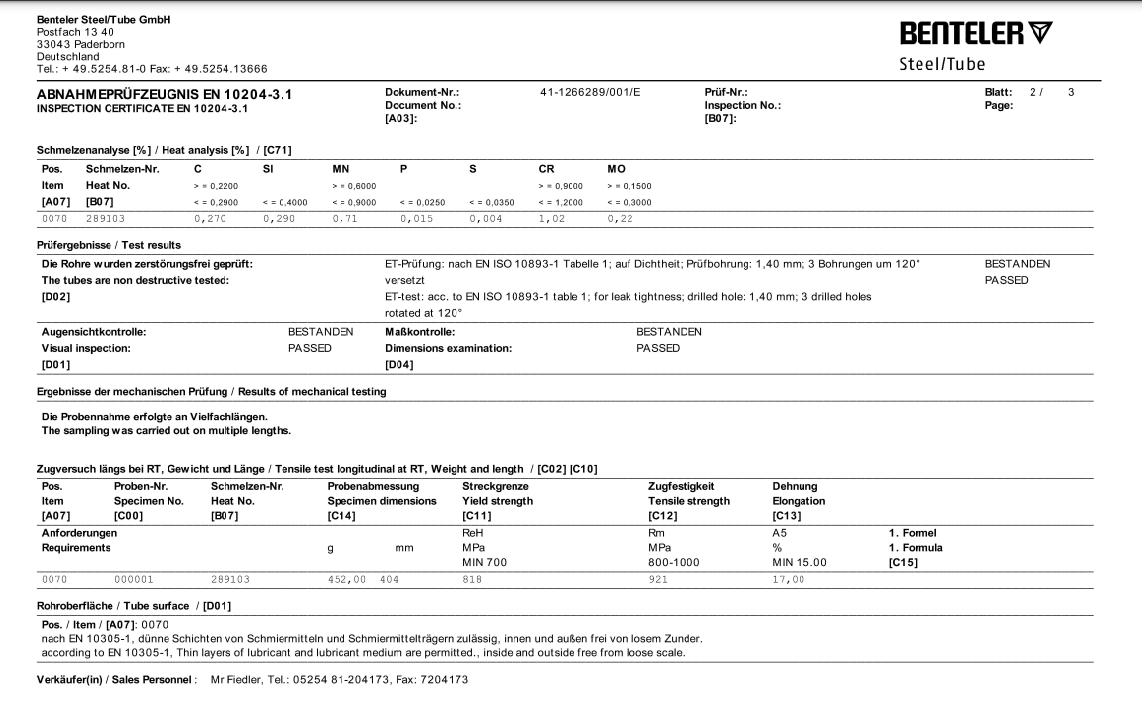 Benteler Steel/Tube GmbH
Postfach 13 40
33043 Paderborn
Deutschland
Tel.: + 49.5254.81-0 Fax: + 49.5254.13666
BENTELER
Steel/Tube
ABNAHMEPRÜFZEUGNIS EN 10204-3.1
INSPECTION CERTIFICATE EN 10204-3.1
Dokument-Nr.: 41-1266289/001/E
Document No.:
[A03]:
Prüf-Nr.:
Inspection No.:
[B07]:
Blatt: 2 / 3
Page:
Schmelzenanalyse [%] / Heat analysis [%] / [C71]
Pos. Schmelzen-Nr. C SI MN P S CR MO
Item Heat No. > = 0,2200 > = 0,6000 > = 0,9000 > = 0,1500
[A07] [B07] < = 0,2900 < = 0,4000 < = 0,9000 < = 0,0250 < = 0,0350 < = 1,2000 < = 0,3000
0070 289103 0,270 0,290 0.71 0,015 0,004 1,02 0,22
Prüfergebnisse / Test results
Die Rohre wurden zerstörungsfrei geprüft: ET-Prüfung: nach EN ISO 10893-1 Tabelle 1; auf Dichtheit; Prüfbohrung: 1,40 mm; 3 Bohrungen um 120° BESTANDEN
The tubes are non destructive tested: versetzt PASSED
[D02] ET-test: acc. to EN ISO 10893-1 table 1; for leak tightness; drilled hole: 1,40 mm; 3 drilled holes
rotated at 120°
Augensichtkontrolle: BESTANDEN Maßkontrolle: BESTANDEN
Visual inspection: PASSED Dimensions examination: PASSED
[D01] [D04]
Ergebnisse der mechanischen Prüfung / Results of mechanical testing
Die Probennahme erfolgte an Vielfachlängen.
The sampling was carried out on multiple lengths.
Zugversuch längs bei RT, Gewicht und Länge / Tensile test longitudinal at RT, Weight and length / [C02] [C10]
Pos. Proben-Nr. Schmelzen-Nr. Probenabmessung Streckgrenze Zugfestigkeit Dehnung
Item Specimen No. Heat No. Specimen dimensions Yield strength Tensile strength Elongation
[A07] [C00] [B07] [C14] [C11] [C12] [C13]
Anforderungen ReH Rm A5 1. Formel
Requirements g mm MPa MPa % 1. Formula
MIN 700 800-1000 MIN 15.00 [C15]
0070 000001 289103 452,00 404 818 921 17,00
Rohroberfläche / Tube surface / [D01]
Pos. / Item / [A07]: 0070
nach EN 10305-1, dünne Schichten von Schmiermitteln und Schmiermittelträgern zulässig, innen und außen frei von losem Zunder.
according to EN 10305-1, Thin layers of lubricant and lubricant medium are permitted., inside and outside free from loose scale.
Verkäufer(in) / Sales Personnel : Mr Fiedler, Tel.: 05254 81-204173, Fax: 7204173